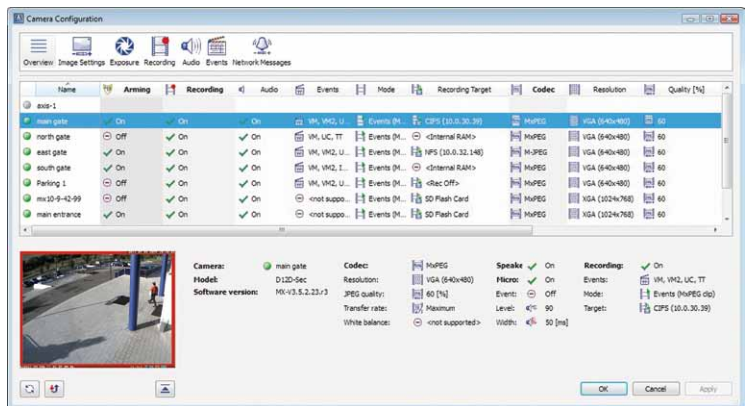 Camera Configuration
Overview Image Settings Exposure Recording Audio Events Network Messages
Name Arming Recording Audio Events Mode Recording Target Codec Resolution Quality [%]
axis-1
main gate On On On VM, VM2, U... Events (M... CIFS (10.0.30.39) MxPEG VGA (640x480) 60
north gate Off On On VM, UC, TT Events (M... <Internal RAM> MxPEG VGA (640x480) 60
east gate On On On VM, VM2, U... Events (M... NFS (10.0.32.148) M-JPEG VGA (640x480) 60
south gate On On On VM, VM2, I... Events (M... <Internal RAM> MxPEG VGA (640x480) 60
Parking 1 Off On On VM, VM2, U... Events (M... <Rec Off> MxPEG VGA (640x480) 60
mx10-9-42-99 Off On On <not suppo... Events (M... SD Flash Card MxPEG XGA (1024x768) 60
main entrance On On On <not suppo... Events (M... SD Flash Card MxPEG XGA (1024x768) 60
Camera: main gate Codec: MxPEG Speake On Recording: On
Model: D12D-Sec Resolution: VGA (640x480) Micro: On Events: VM, VM2, UC, TT
Software version: MX-V3.5.2.23.r3 JPEG quality: 60 [%] Event: Off Mode: Events (MxPEG clip)
Transfer rate: Maximum Level: 90 Target: CIFS (10.0.30.39)
White balance: <not supported> Width: 50 [ms]
OK Cancel Apply